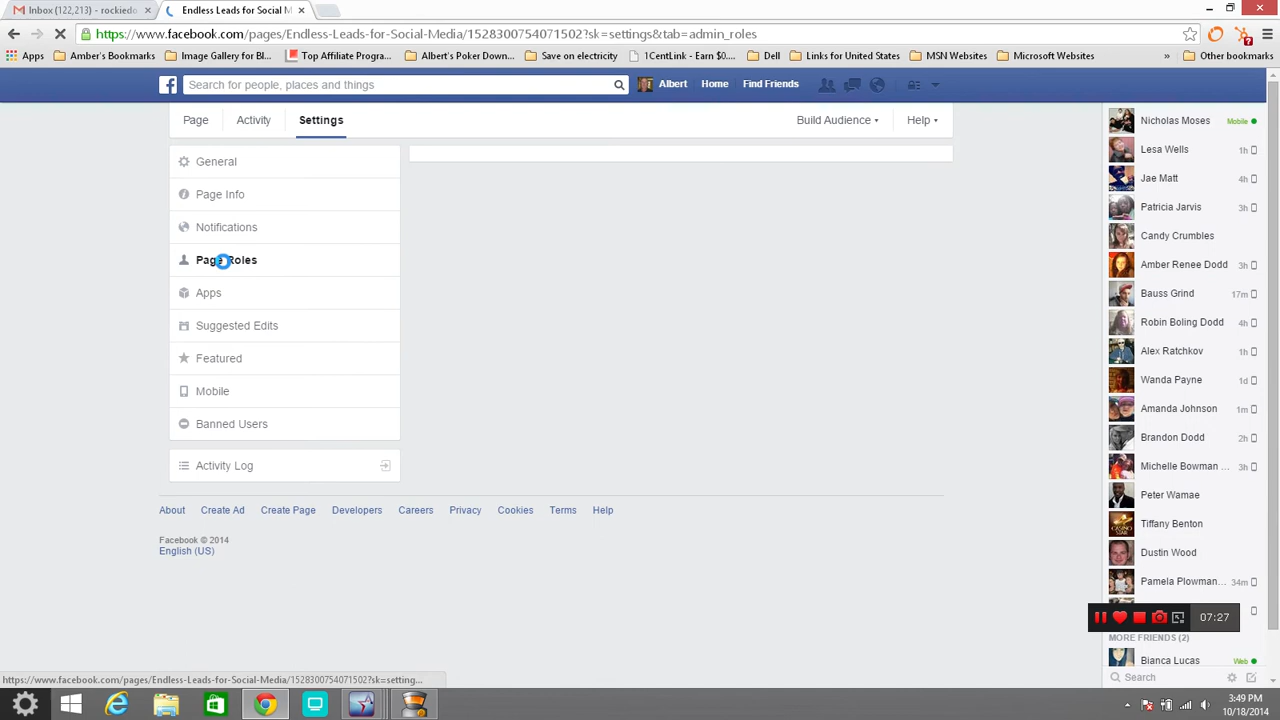 Inbox (122,213) - rockiedo
Endless Leads for Social M
https://www.facebook.com/pages/Endless-Leads-for-Social-Media/1528300754071502?sk=settings&tab=admin_roles
Apps
Amber's Bookmarks
Image Gallery for Bl...
Top Affiliate Progra...
Albert's Poker Down...
Save on electricity
1CentLink - Earn $0....
Dell
Links for United States
MSN Websites
Microsoft Websites
»
Other bookmarks
Search for people, places and things
Albert
Home
Find Friends
Page
Activity
Settings
Build Audience
Help
General
Page Info
Notifications
Page Roles
Apps
Suggested Edits
Featured
Mobile
Banned Users
Activity Log
About
Create Ad
Create Page
Developers
Careers
Privacy
Cookies
Terms
Help
Facebook © 2014
English (US)
Nicholas Moses Mobile
Lesa Wells 1h
Jae Matt 4h
Patricia Jarvis 3h
Candy Crumbles
Amber Renee Dodd 3h
Bauss Grind 17m
Robin Boling Dodd 4h
Alex Ratchkov 1h
Wanda Payne 1d
Amanda Johnson 1m
Brandon Dodd 2h
Michelle Bowman ... 3h
Peter Wamae
Tiffany Benton
Dustin Wood
Pamela Plowman... 34m
07:27
MORE FRIENDS (2)
Bianca Lucas Web
Search
https://www.facebook.com/pages/Endless-Leads-for-Social-Media/1528300754071502?sk=setting...
3:49 PM
10/18/2014